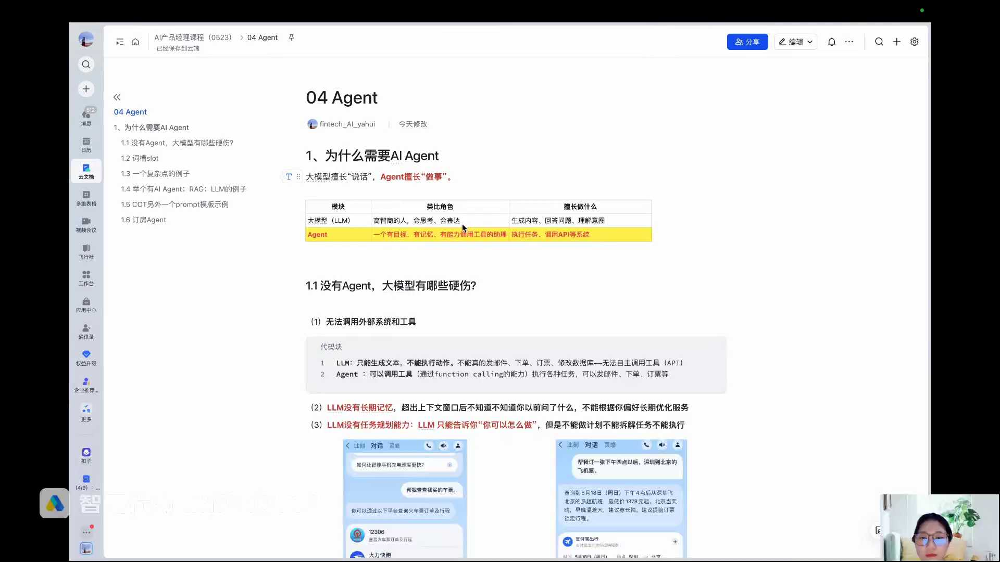 AI产品经理课程（0523） > 04 Agent
已经保存到云端
分享
编辑
512
消息
日历
云文档
多维表格
视频会议
飞行社
工作台
应用中心
通讯录
权益升级
企业推荐...
更多
扣子
(4/9) : ...
智
04 Agent
1、为什么需要AI Agent
1.1 没有Agent，大模型有哪些硬伤?
1.2 词槽slot
1.3 一个复杂点的例子
1.4 举个有AI Agent；RAG；LLM的例子
1.5 COT另外一个prompt模版示例
1.6 订房Agent
04 Agent
fintech_AI_yahui | 今天修改
1、为什么需要AI Agent
大模型擅长“说话”，Agent擅长“做事”。
模块 类比角色 擅长做什么
大模型（LLM） 高智商的人，会思考、会表达 生成内容、回答问题、理解意图
Agent 一个有目标、有记忆、有能力调用工具的助理 执行任务、调用API等系统
1.1 没有Agent，大模型有哪些硬伤?
（1）无法调用外部系统和工具
代码块
1 LLM：只能生成文本，不能执行动作。不能真的发邮件、下单、订票、修改数据库——无法自主调用工具（API）
2 Agent ：可以调用工具（通过function calling的能力）执行各种任务，可以发邮件、下单、订票等
（2）LLM没有长期记忆，超出上下文窗口后不知道不知道你以前问了什么，不能根据你偏好长期优化服务
（3）LLM没有任务规划能力：LLM 只能告诉你“你可以怎么做”，但是不能做计划不能拆解任务不能执行
此刻 对话 灵感
如何让智能手机充电速度更快?
帮我查查我买的车票。
你可以通过以下平台查询火车票订单及行程
12306
查看火车票订单及行程
火力快跑
此刻 对话 灵感
帮我订一张下午四点以后，深圳到北京的
飞机票。
查询到5月18日（周日）下午4点后从深圳飞
北京的多趟航班，最低价1378元起。北京当天
晴，早晚温差大，建议穿长袖。建议提前订票
锁定行程。
支付宝出行
支付宝出行为你提供服务
时间 5月18日（周日） 地点 深圳 → 北京